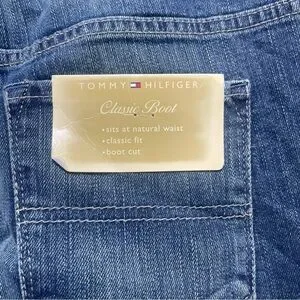 TOMMY HILFIGER
Classic Boot
•sits at natural waist
•classic fit
•boot cut